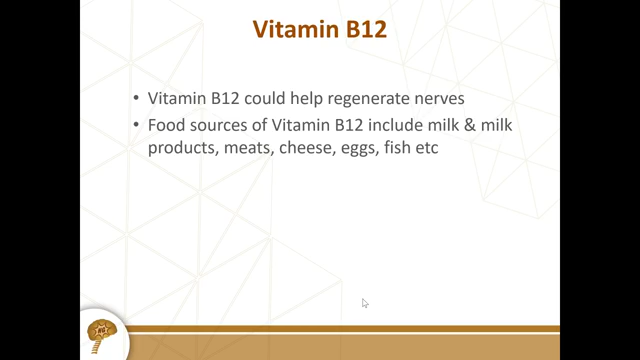 Vitamin B12
• Vitamin B12 could help regenerate nerves
• Food sources of Vitamin B12 include milk & milk
products, meats, cheese, eggs, fish etc